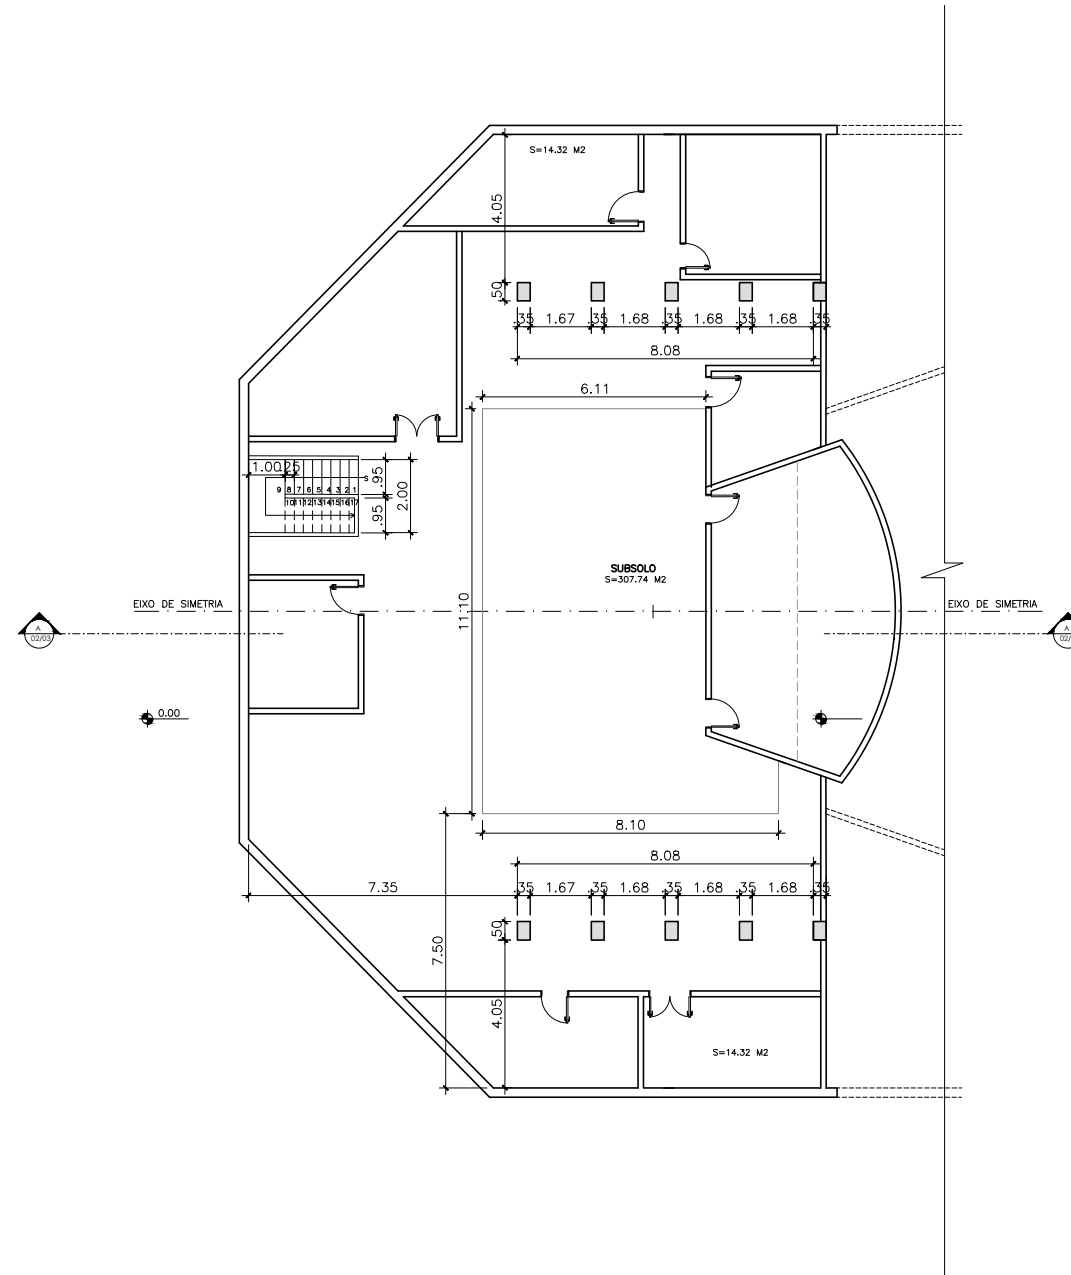 S=14.32 M2
4.05
.50
.35 1.67 .35 1.68 .35 1.68 .35 1.68 .35
8.08
6.11
1.00 .25
.95
2.00
.95
S
9 8 7 6 5 4 3 2 1
10 11 12 13 14 15 16 17
SUBSOLO
S=307.74 M2
11.10
EIXO DE SIMETRIA
EIXO DE SIMETRIA
A
02/03
A
02/
0.00
8.10
8.08
7.35
.35 1.67 .35 1.68 .35 1.68 .35 1.68 .35
.50
7.50
4.05
S=14.32 M2